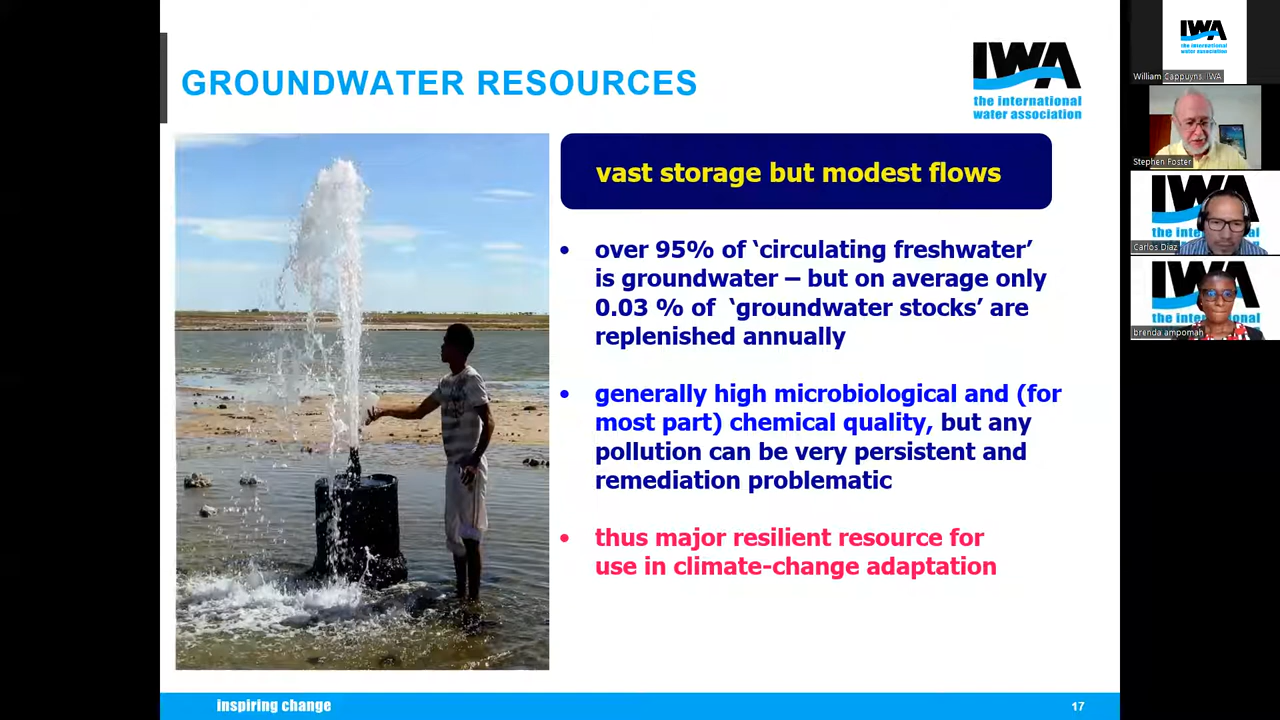 GROUNDWATER RESOURCES
IWA
the international
water association
vast storage but modest flows
• over 95% of ‘circulating freshwater’
is groundwater – but on average only
0.03 % of ‘groundwater stocks’ are
replenished annually
• generally high microbiological and (for
most part) chemical quality, but any
pollution can be very persistent and
remediation problematic
• thus major resilient resource for
use in climate-change adaptation
inspiring change
17
IWA
the international
water association
William Cappuyns, IWA
Stephen Foster
IWA
Carlos Diaz
IWA
brenda ampomah